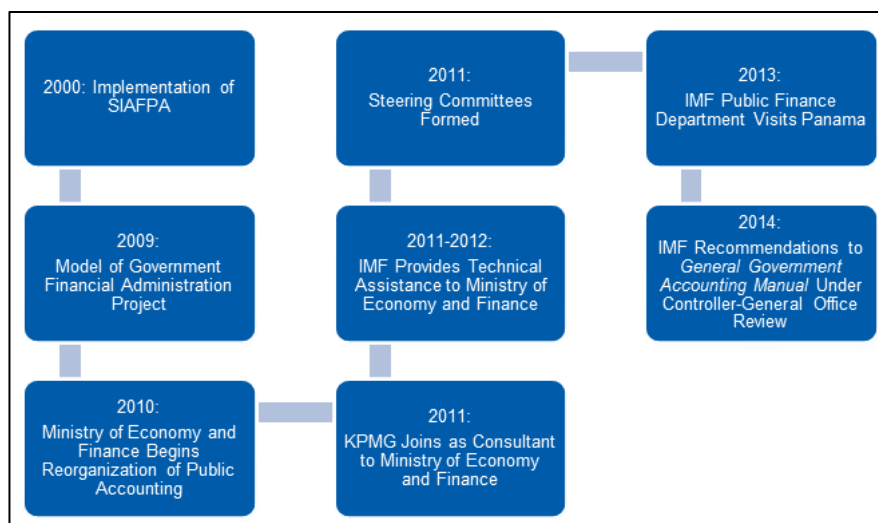 2000: Implementation of
SIAFPA
2009:
Model of Government
Financial Administration
Project
2010:
Ministry of Economy and
Finance Begins
Reorganization of Public
Accounting
2011:
KPMG Joins as Consultant
to Ministry of Economy
and Finance
2011-2012:
IMF Provides Technical
Assistance to Ministry of
Economy and Finance
2011:
Steering Committees
Formed
2013:
IMF Public Finance
Department Visits Panama
2014:
IMF Recommendations to
General Government
Accounting Manual Under
Controller-General Office
Review